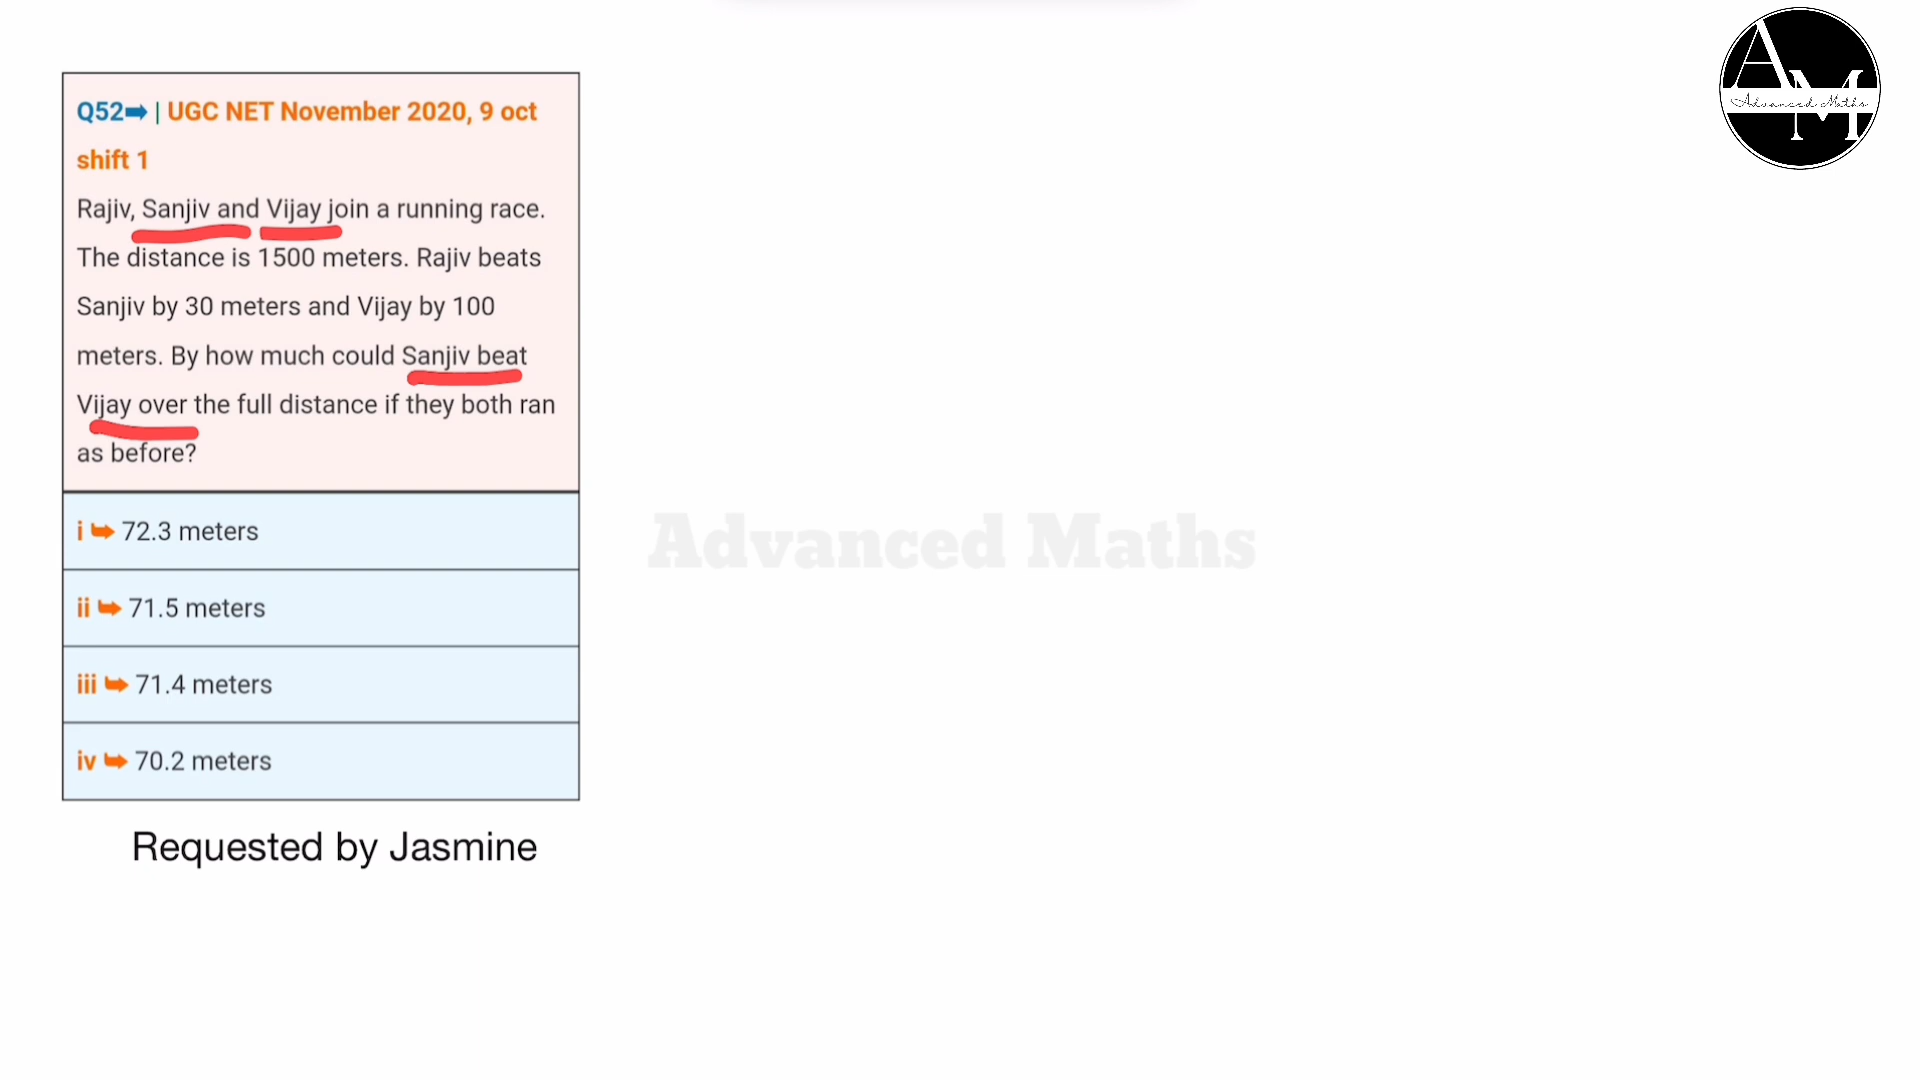 Q52➡ | UGC NET November 2020, 9 oct
shift 1
Rajiv, Sanjiv and Vijay join a running race.
The distance is 1500 meters. Rajiv beats
Sanjiv by 30 meters and Vijay by 100
meters. By how much could Sanjiv beat
Vijay over the full distance if they both ran
as before?
i ➥ 72.3 meters
ii ➥ 71.5 meters
iii ➥ 71.4 meters
iv ➥ 70.2 meters
Requested by Jasmine
Advanced Maths
AM
Advanced Maths